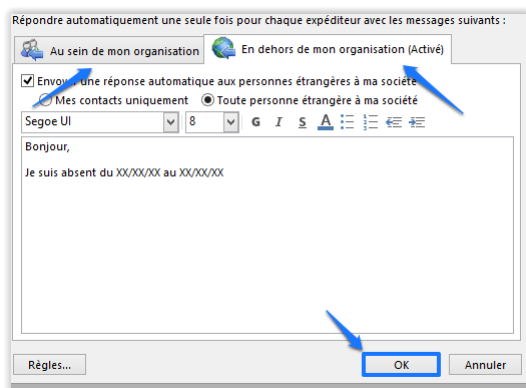 Répondre automatiquement une seule fois pour chaque expéditeur avec les messages suivants :
Au sein de mon organisation
En dehors de mon organisation (Activé)
Envoyer une réponse automatique aux personnes étrangères à ma société
Mes contacts uniquement Toute personne étrangère à ma société
Segoe UI 8 G I S A
Bonjour,
Je suis absent du XX/XX/XX au XX/XX/XX
Règles... OK Annuler